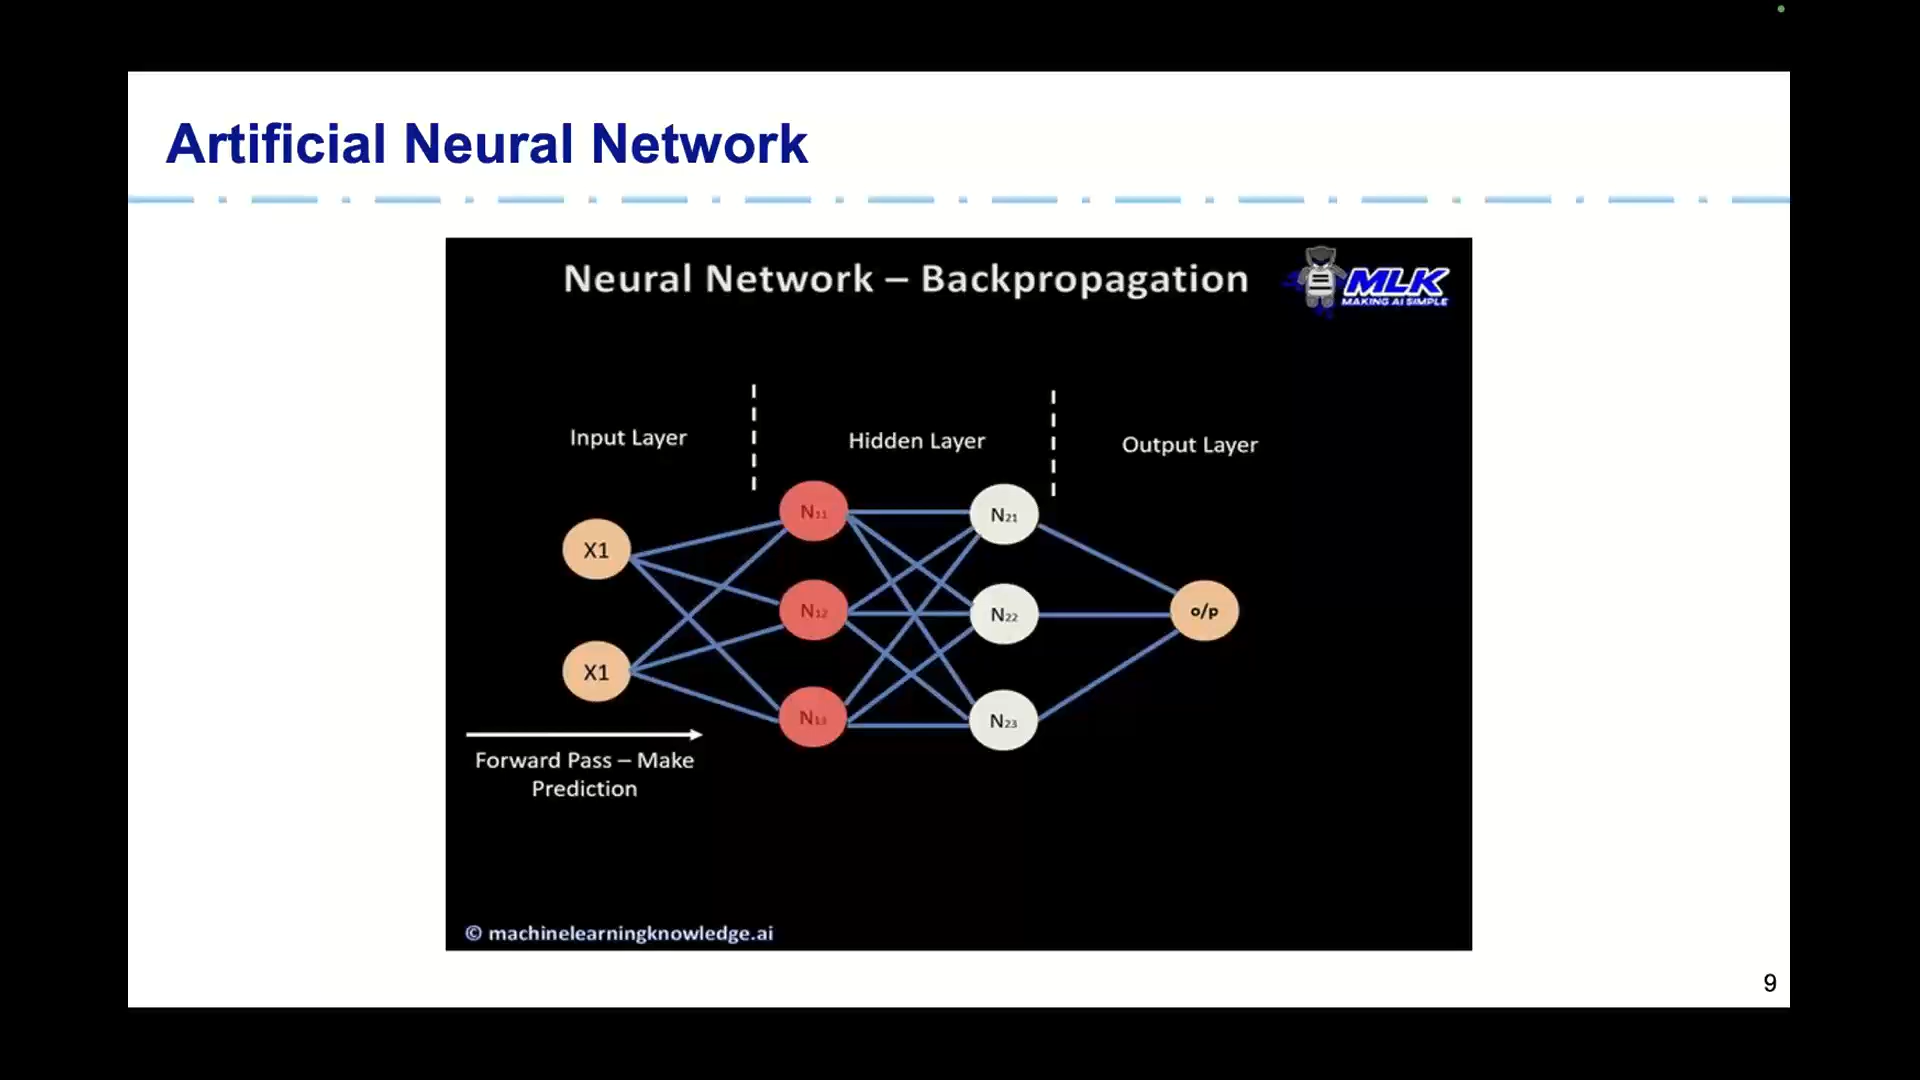 Artificial Neural Network
Neural Network – Backpropagation
MLK
MAKING AI SIMPLE
Input Layer
Hidden Layer
Output Layer
N11
N21
X1
N12
N22
o/p
X1
N13
N23
Forward Pass – Make
Prediction
© machinelearningknowledge.ai
9